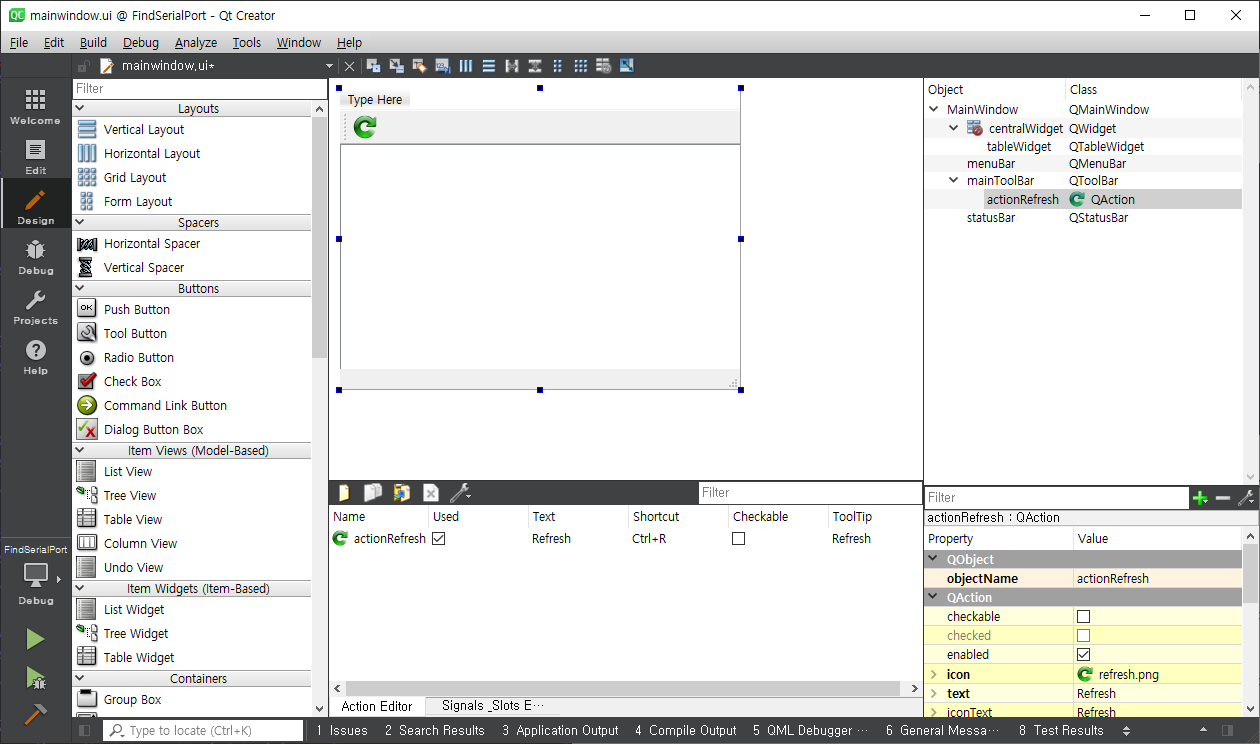 QC mainwindow.ui @ FindSerialPort - Qt Creator
File Edit Build Debug Analyze Tools Window Help
mainwindow.ui*
Welcome
Edit
Design
Debug
Projects
Help
FindSerialPort
Debug
Filter
Layouts
Vertical Layout
Horizontal Layout
Grid Layout
Form Layout
Spacers
Horizontal Spacer
Vertical Spacer
Buttons
OK Push Button
Tool Button
Radio Button
Check Box
Command Link Button
Dialog Button Box
Item Views (Model-Based)
List View
Tree View
Table View
Column View
Undo View
Item Widgets (Item-Based)
List Widget
Tree Widget
Table Widget
Containers
Group Box
Type Here
Filter
Name Used Text Shortcut Checkable ToolTip
actionRefresh Refresh Ctrl+R Refresh
Action Editor Signals _Slots E···
Object Class
MainWindow QMainWindow
centralWidget QWidget
tableWidget QTableWidget
menuBar QMenuBar
mainToolBar QToolBar
actionRefresh QAction
statusBar QStatusBar
Filter
actionRefresh : QAction
Property Value
QObject
objectName actionRefresh
QAction
checkable
checked
enabled
icon refresh.png
text Refresh
iconText Refresh
Type to locate (Ctrl+K) 1 Issues 2 Search Results 3 Application Output 4 Compile Output 5 QML Debugger ··· 6 General Messa··· 8 Test Results